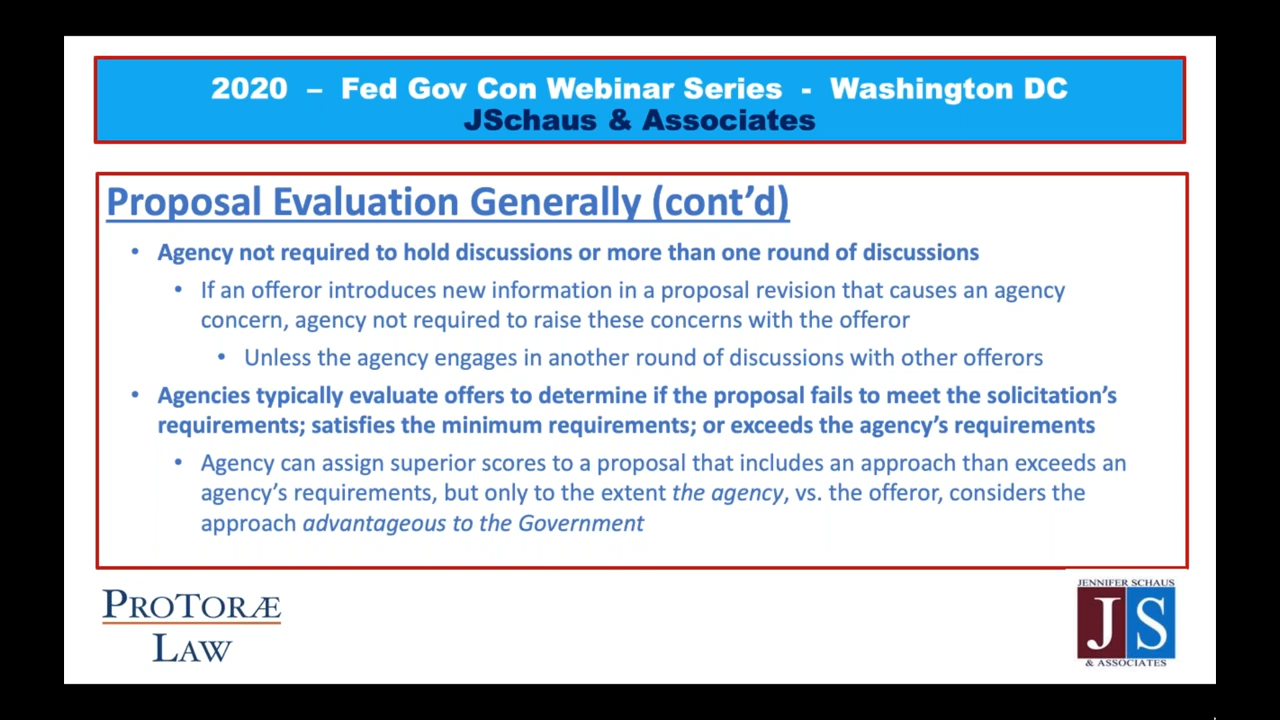 2020 – Fed Gov Con Webinar Series - Washington DC
JSchaus & Associates
Proposal Evaluation Generally (cont’d)
• Agency not required to hold discussions or more than one round of discussions
• If an offeror introduces new information in a proposal revision that causes an agency
concern, agency not required to raise these concerns with the offeror
• Unless the agency engages in another round of discussions with other offerors
• Agencies typically evaluate offers to determine if the proposal fails to meet the solicitation’s
requirements; satisfies the minimum requirements; or exceeds the agency’s requirements
• Agency can assign superior scores to a proposal that includes an approach than exceeds an
agency’s requirements, but only to the extent the agency, vs. the offeror, considers the
approach advantageous to the Government
PROTORÆ
LAW
JENNIFER SCHAUS
JS
& ASSOCIATES